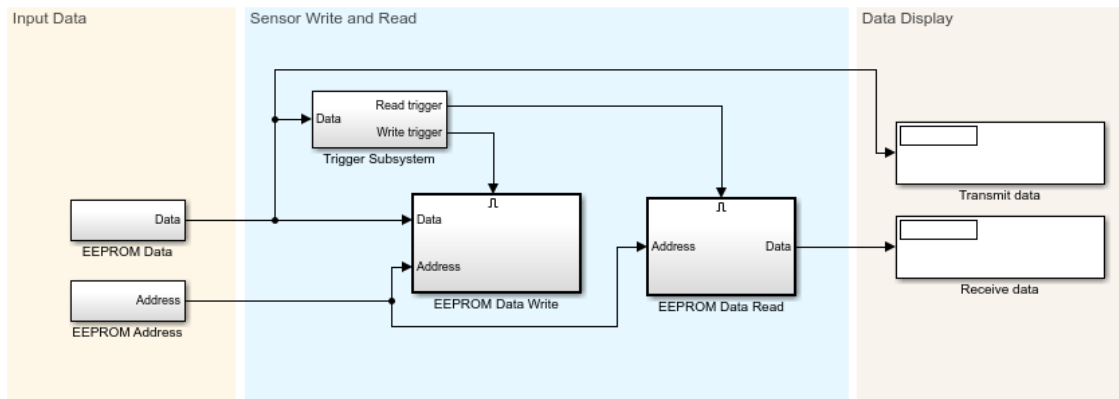 Input Data
Sensor Write and Read
Data Display
Data
Read trigger
Write trigger
Trigger Subsystem
Transmit data
Data
EEPROM Data
Data
Address
EEPROM Data Write
Address
Data
EEPROM Data Read
Receive data
Address
EEPROM Address